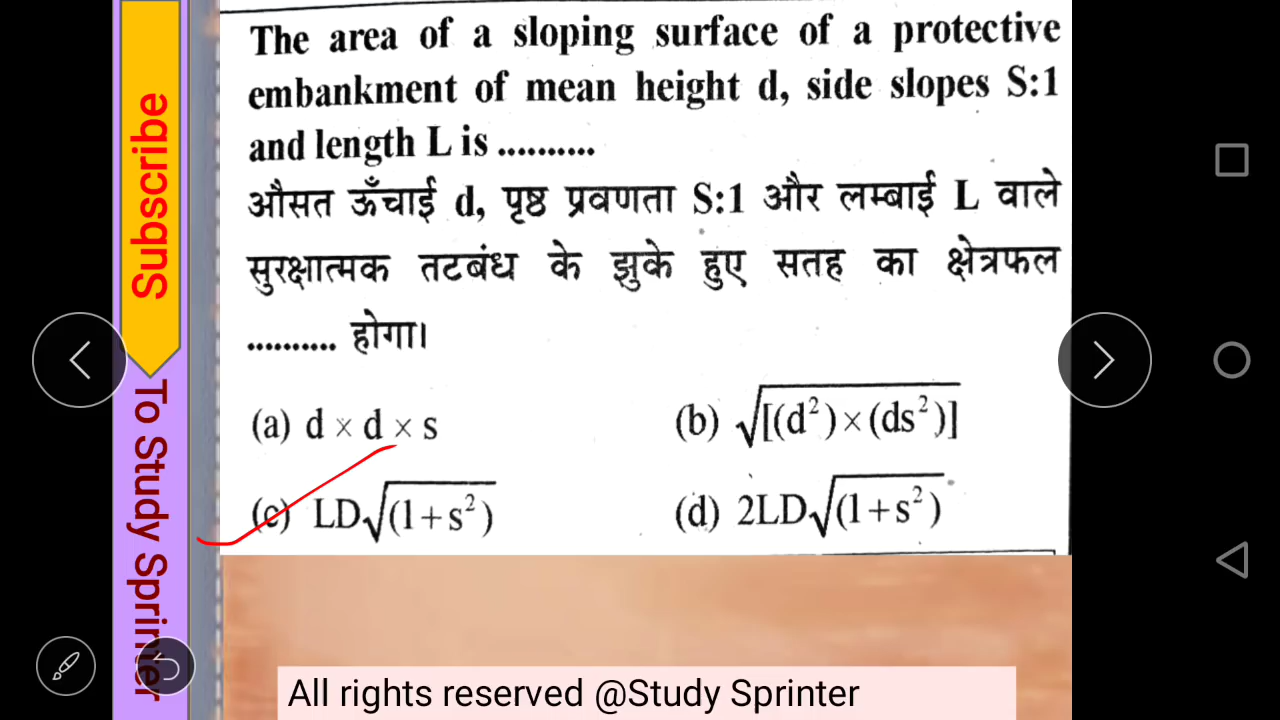 Subscribe
To Study Sprinter
The area of a sloping surface of a protective
embankment of mean height d, side slopes S:1
and length L is ..........
औसत ऊँचाई d, पृष्ठ प्रवणता S:1 और लम्बाई L वाले
सुरक्षात्मक तटबंध के झुके हुए सतह का क्षेत्रफल
.......... होगा।
(a) d × d × s
(b) √[(d²)×(ds²)]
(c) LD√(1+s²)
(d) 2LD√(1+s²)
All rights reserved @Study Sprinter